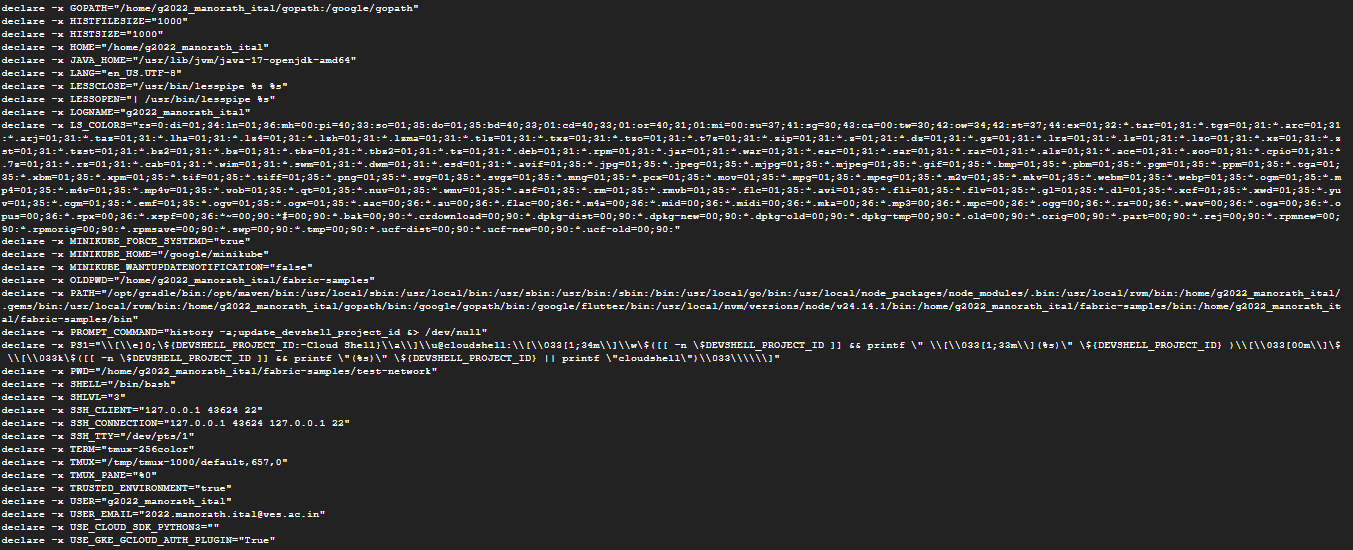 declare -x GOPATH="/home/g2022_manorath_ital/gopath:/google/gopath"
declare -x HISTFILESIZE="1000"
declare -x HISTSIZE="1000"
declare -x HOME="/home/g2022_manorath_ital"
declare -x JAVA_HOME="/usr/lib/jvm/java-17-openjdk-amd64"
declare -x LANG="en_US.UTF-8"
declare -x LESSCLOSE="/usr/bin/lesspipe %s %s"
declare -x LESSOPEN="| /usr/bin/lesspipe %s"
declare -x LOGNAME="g2022_manorath_ital"
declare -x LS_COLORS="rs=0:di=01;34:ln=01;36:mh=00:pi=40;33:so=01;35:do=01;35:bd=40;33;01:cd=40;33;01:or=40;31;01:mi=00:su=37;41:sg=30;43:ca=00:tw=30;42:ow=34;42:st=37;44:ex=01;32:*.tar=01;31:*.tgz=01;31:*.arc=01;31
:*.arj=01;31:*.taz=01;31:*.lha=01;31:*.lz4=01;31:*.lzh=01;31:*.lzma=01;31:*.tlz=01;31:*.txz=01;31:*.tzo=01;31:*.t7z=01;31:*.zip=01;31:*.z=01;31:*.dz=01;31:*.gz=01;31:*.lrz=01;31:*.lz=01;31:*.lzo=01;31:*.xz=01;31:*.z
st=01;31:*.tzst=01;31:*.bz2=01;31:*.bz=01;31:*.tbz=01;31:*.tbz2=01;31:*.tz=01;31:*.deb=01;31:*.rpm=01;31:*.jar=01;31:*.war=01;31:*.ear=01;31:*.sar=01;31:*.rar=01;31:*.alz=01;31:*.ace=01;31:*.zoo=01;31:*.cpio=01;31:*
.7z=01;31:*.rz=01;31:*.cab=01;31:*.wim=01;31:*.swm=01;31:*.dwm=01;31:*.esd=01;31:*.avif=01;35:*.jpg=01;35:*.jpeg=01;35:*.mjpg=01;35:*.mjpeg=01;35:*.gif=01;35:*.bmp=01;35:*.pbm=01;35:*.pgm=01;35:*.ppm=01;35:*.tga=01;
35:*.xbm=01;35:*.xpm=01;35:*.tif=01;35:*.tiff=01;35:*.png=01;35:*.svg=01;35:*.svgz=01;35:*.mng=01;35:*.pcx=01;35:*.mov=01;35:*.mpg=01;35:*.mpeg=01;35:*.m2v=01;35:*.mkv=01;35:*.webm=01;35:*.webp=01;35:*.ogm=01;35:*.m
p4=01;35:*.m4v=01;35:*.mp4v=01;35:*.vob=01;35:*.qt=01;35:*.nuv=01;35:*.wmv=01;35:*.asf=01;35:*.rm=01;35:*.rmvb=01;35:*.flc=01;35:*.avi=01;35:*.fli=01;35:*.flv=01;35:*.gl=01;35:*.dl=01;35:*.xcf=01;35:*.xwd=01;35:*.yu
v=01;35:*.cgm=01;35:*.emf=01;35:*.ogv=01;35:*.ogx=01;35:*.aac=00;36:*.au=00;36:*.flac=00;36:*.m4a=00;36:*.mid=00;36:*.midi=00;36:*.mka=00;36:*.mp3=00;36:*.mpc=00;36:*.ogg=00;36:*.ra=00;36:*.wav=00;36:*.oga=00;36:*.o
pus=00;36:*.spx=00;36:*.xspf=00;36:*~=00;90:*#=00;90:*.bak=00;90:*.crdownload=00;90:*.dpkg-dist=00;90:*.dpkg-new=00;90:*.dpkg-old=00;90:*.dpkg-tmp=00;90:*.old=00;90:*.orig=00;90:*.part=00;90:*.rej=00;90:*.rpmnew=00;
90:*.rpmorig=00;90:*.rpmsave=00;90:*.swp=00;90:*.tmp=00;90:*.ucf-dist=00;90:*.ucf-new=00;90:*.ucf-old=00;90:"
declare -x MINIKUBE_FORCE_SYSTEMD="true"
declare -x MINIKUBE_HOME="/google/minikube"
declare -x MINIKUBE_WANTUPDATENOTIFICATION="false"
declare -x OLDPWD="/home/g2022_manorath_ital/fabric-samples"
declare -x PATH="/opt/gradle/bin:/opt/maven/bin:/usr/local/sbin:/usr/local/bin:/usr/sbin:/usr/bin:/sbin:/bin:/usr/local/go/bin:/usr/local/node_packages/node_modules/.bin:/usr/local/rvm/bin:/home/g2022_manorath_ital/
.gems/bin:/usr/local/rvm/bin:/home/g2022_manorath_ital/gopath/bin:/google/gopath/bin:/google/flutter/bin:/usr/local/nvm/versions/node/v24.14.1/bin:/home/g2022_manorath_ital/fabric-samples/bin:/home/g2022_manorath_it
al/fabric-samples/bin"
declare -x PROMPT_COMMAND="history -a;update_devshell_project_id &> /dev/null"
declare -x PS1="\\[\\e]0;\${DEVSHELL_PROJECT_ID:-Cloud Shell}\\a\\]\\u@cloudshell:\\[\\033[1;34m\\]\\w\$([[ -n \$DEVSHELL_PROJECT_ID ]] && printf \" \\[\\033[1;33m\\](%s)\" \${DEVSHELL_PROJECT_ID} )\\[\\033[00m\\]\$
 \\[\\033k\$([[ -n \$DEVSHELL_PROJECT_ID ]] && printf \"(%s)\" \${DEVSHELL_PROJECT_ID} || printf \"cloudshell\")\\033\\\\\\]"
declare -x PWD="/home/g2022_manorath_ital/fabric-samples/test-network"
declare -x SHELL="/bin/bash"
declare -x SHLVL="3"
declare -x SSH_CLIENT="127.0.0.1 43624 22"
declare -x SSH_CONNECTION="127.0.0.1 43624 127.0.0.1 22"
declare -x SSH_TTY="/dev/pts/1"
declare -x TERM="tmux-256color"
declare -x TMUX="/tmp/tmux-1000/default,657,0"
declare -x TMUX_PANE="%0"
declare -x TRUSTED_ENVIRONMENT="true"
declare -x USER="g2022_manorath_ital"
declare -x USER_EMAIL="2022.manorath.ital@ves.ac.in"
declare -x USE_CLOUD_SDK_PYTHON3=""
declare -x USE_GKE_GCLOUD_AUTH_PLUGIN="True"